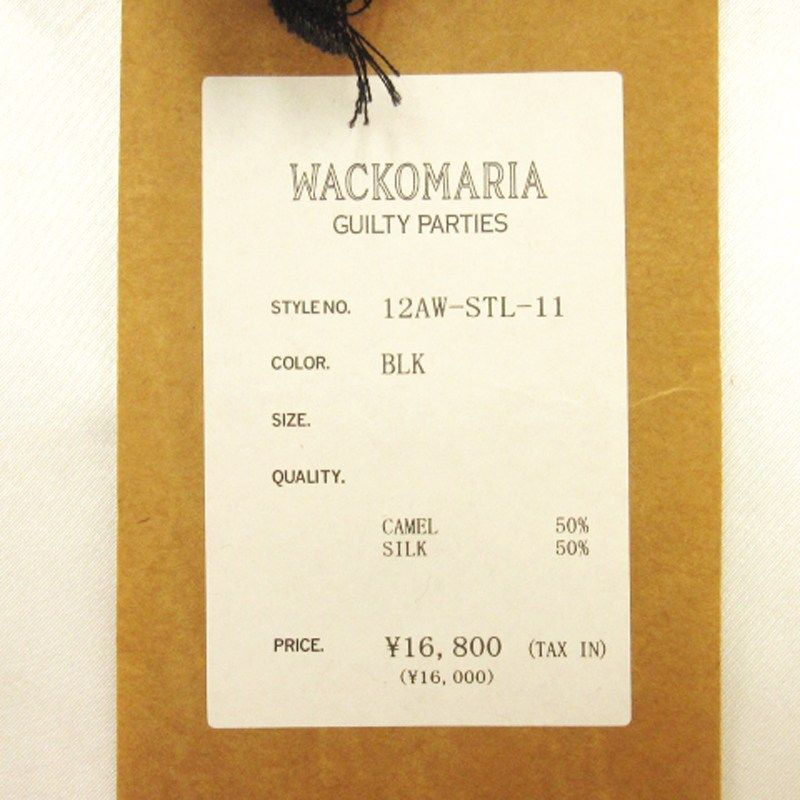 WACKOMARIA
GUILTY PARTIES
STYLE NO. 12AW-STL-11
COLOR. BLK
SIZE.
QUALITY.
CAMEL 50%
SILK 50%
PRICE. ¥16,800 (TAX IN)
(¥16,000)